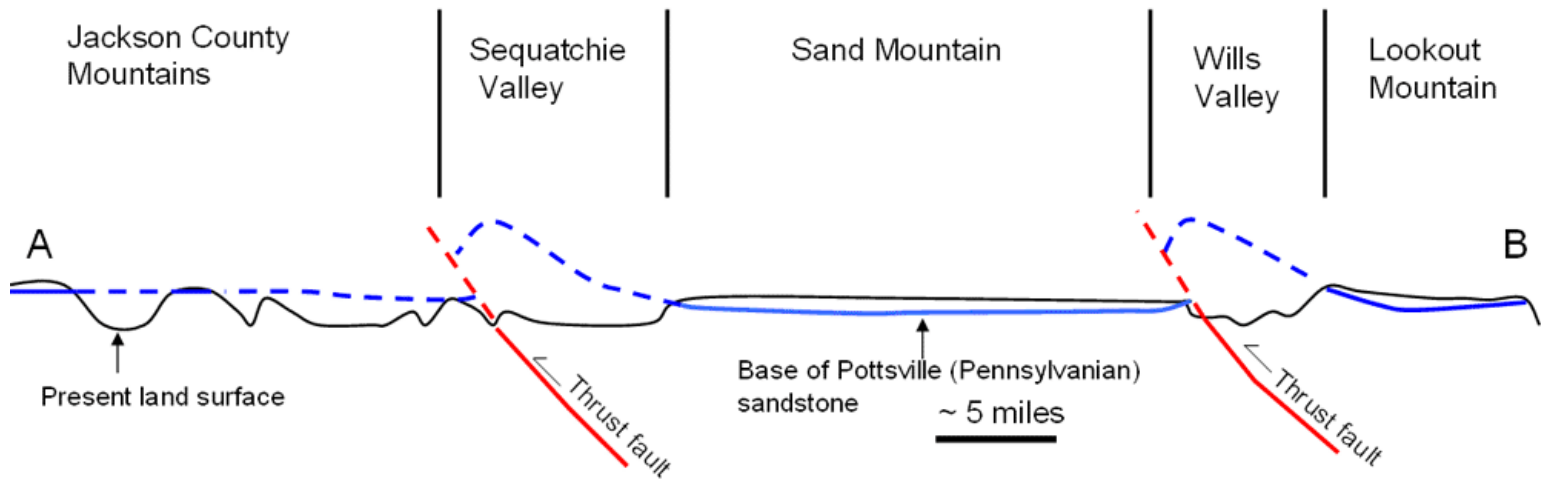 Jackson County
Mountains
Sequatchie
Valley
Sand Mountain
Wills
Valley
Lookout
Mountain
A
B
Present land surface
Thrust fault
Base of Pottsville (Pennsylvanian)
sandstone
~ 5 miles
Thrust fault